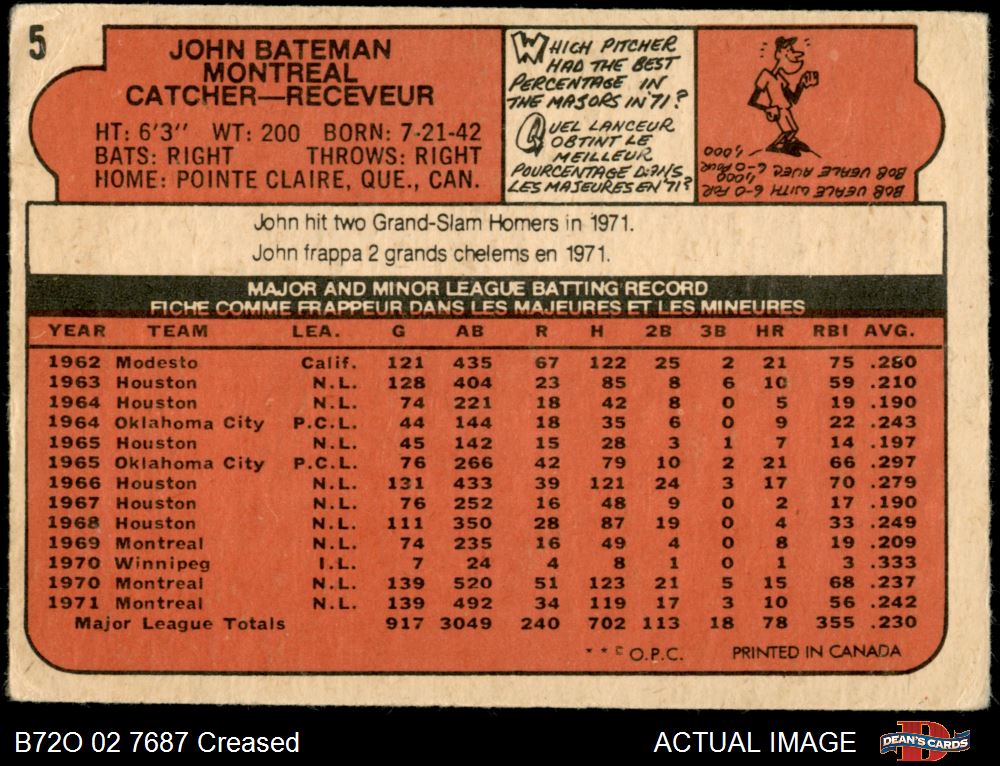 5
JOHN BATEMAN
MONTREAL
CATCHER—RECEVEUR
HT: 6'3" WT: 200 BORN: 7-21-42
BATS: RIGHT THROWS: RIGHT
HOME: POINTE CLAIRE, QUE., CAN.
WHICH PITCHER
HAD THE BEST
PERCENTAGE IN
THE MAJORS IN '71?
QUEL LANCEUR
OBTINT LE
MEILLEUR
POURCENTAGE DANS
LES MAJEURES EN '71?
BOB VEALE WITH 6-0 FOR
1,000
BOB VEALE AVEC 6-0 POUR
1,000
John hit two Grand-Slam Homers in 1971.
John frappa 2 grands chelems en 1971.
MAJOR AND MINOR LEAGUE BATTING RECORD
FICHE COMME FRAPPEUR DANS LES MAJEURES ET LES MINEURES
YEAR TEAM LEA. G AB R H 2B 3B HR RBI AVG.
1962 Modesto Calif. 121 435 67 122 25 2 21 75 .280
1963 Houston N.L. 128 404 23 85 8 6 10 59 .210
1964 Houston N.L. 74 221 18 42 8 0 5 19 .190
1964 Oklahoma City P.C.L. 44 144 18 35 6 0 9 22 .243
1965 Houston N.L. 45 142 15 28 3 1 7 14 .197
1965 Oklahoma City P.C.L. 76 266 42 79 10 2 21 66 .297
1966 Houston N.L. 131 433 39 121 24 3 17 70 .279
1967 Houston N.L. 76 252 16 48 9 0 2 17 .190
1968 Houston N.L. 111 350 28 87 19 0 4 33 .249
1969 Montreal N.L. 74 235 16 49 4 0 8 19 .209
1970 Winnipeg I.L. 7 24 4 8 1 0 1 3 .333
1970 Montreal N.L. 139 520 51 123 21 5 15 68 .237
1971 Montreal N.L. 139 492 34 119 17 3 10 56 .242
Major League Totals 917 3049 240 702 113 18 78 355 .230
* * © O.P.C. PRINTED IN CANADA
B72O 02 7687 Creased
ACTUAL IMAGE
D
DEAN'S CARDS